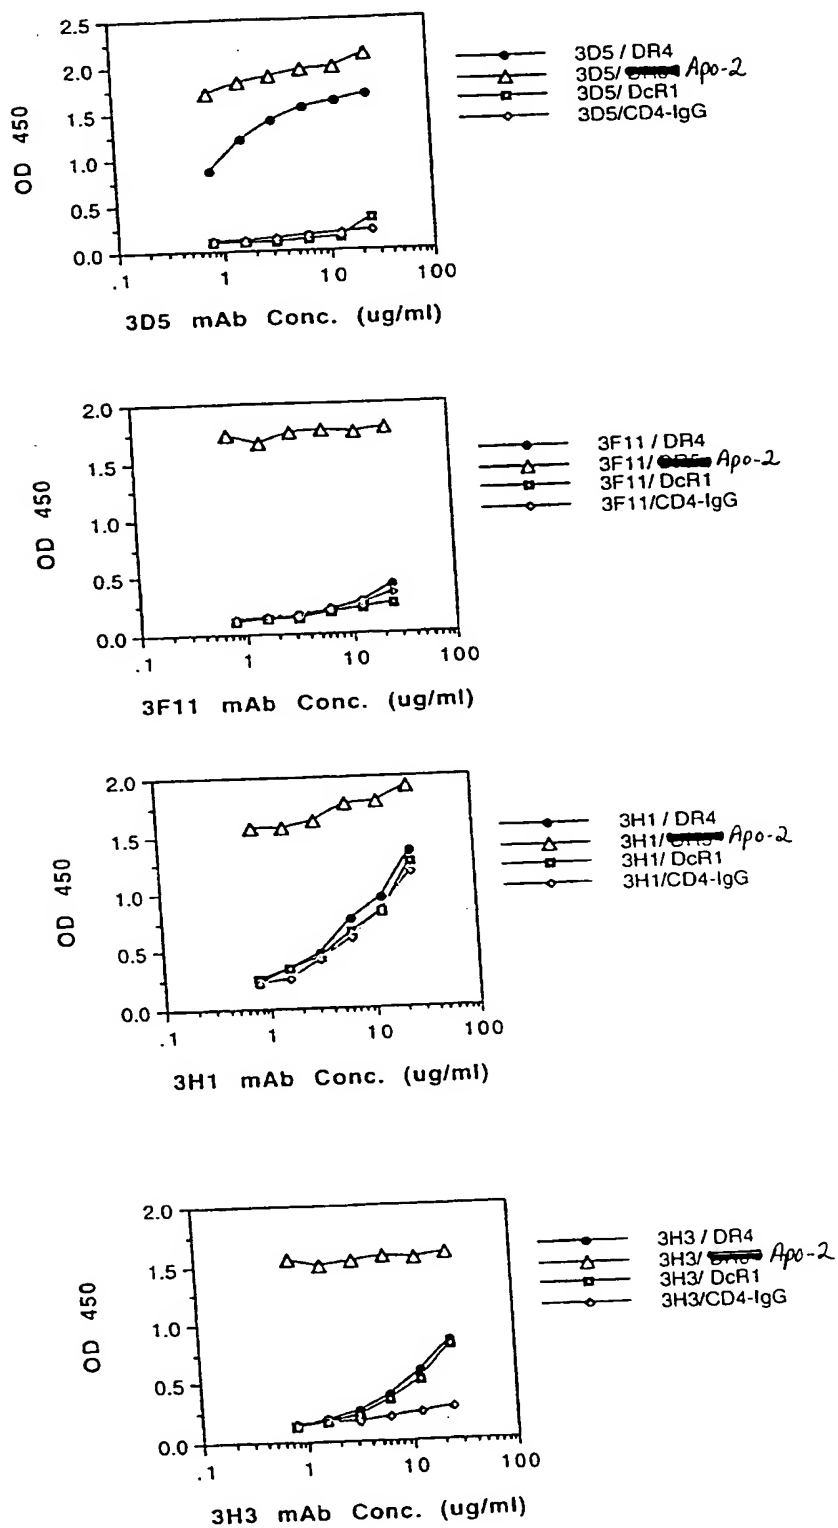 2.5
2.0
1.5
1.0
0.5
0.0
OD 450
.1 1 10 100
3D5 mAb Conc. (ug/ml)
3D5 / DR4
3D5/ Apo-2
3D5/ DcR1
3D5/CD4-IgG
2.0
1.5
1.0
0.5
0.0
OD 450
.1 1 10 100
3F11 mAb Conc. (ug/ml)
3F11 / DR4
3F11/ Apo-2
3F11/ DcR1
3F11/CD4-IgG
2.0
1.5
1.0
0.5
0.0
OD 450
.1 1 10 100
3H1 mAb Conc. (ug/ml)
3H1 / DR4
3H1/ Apo-2
3H1/ DcR1
3H1/CD4-IgG
2.0
1.5
1.0
0.5
0.0
OD 450
.1 1 10 100
3H3 mAb Conc. (ug/ml)
3H3 / DR4
3H3/ Apo-2
3H3/ DcR1
3H3/CD4-IgG